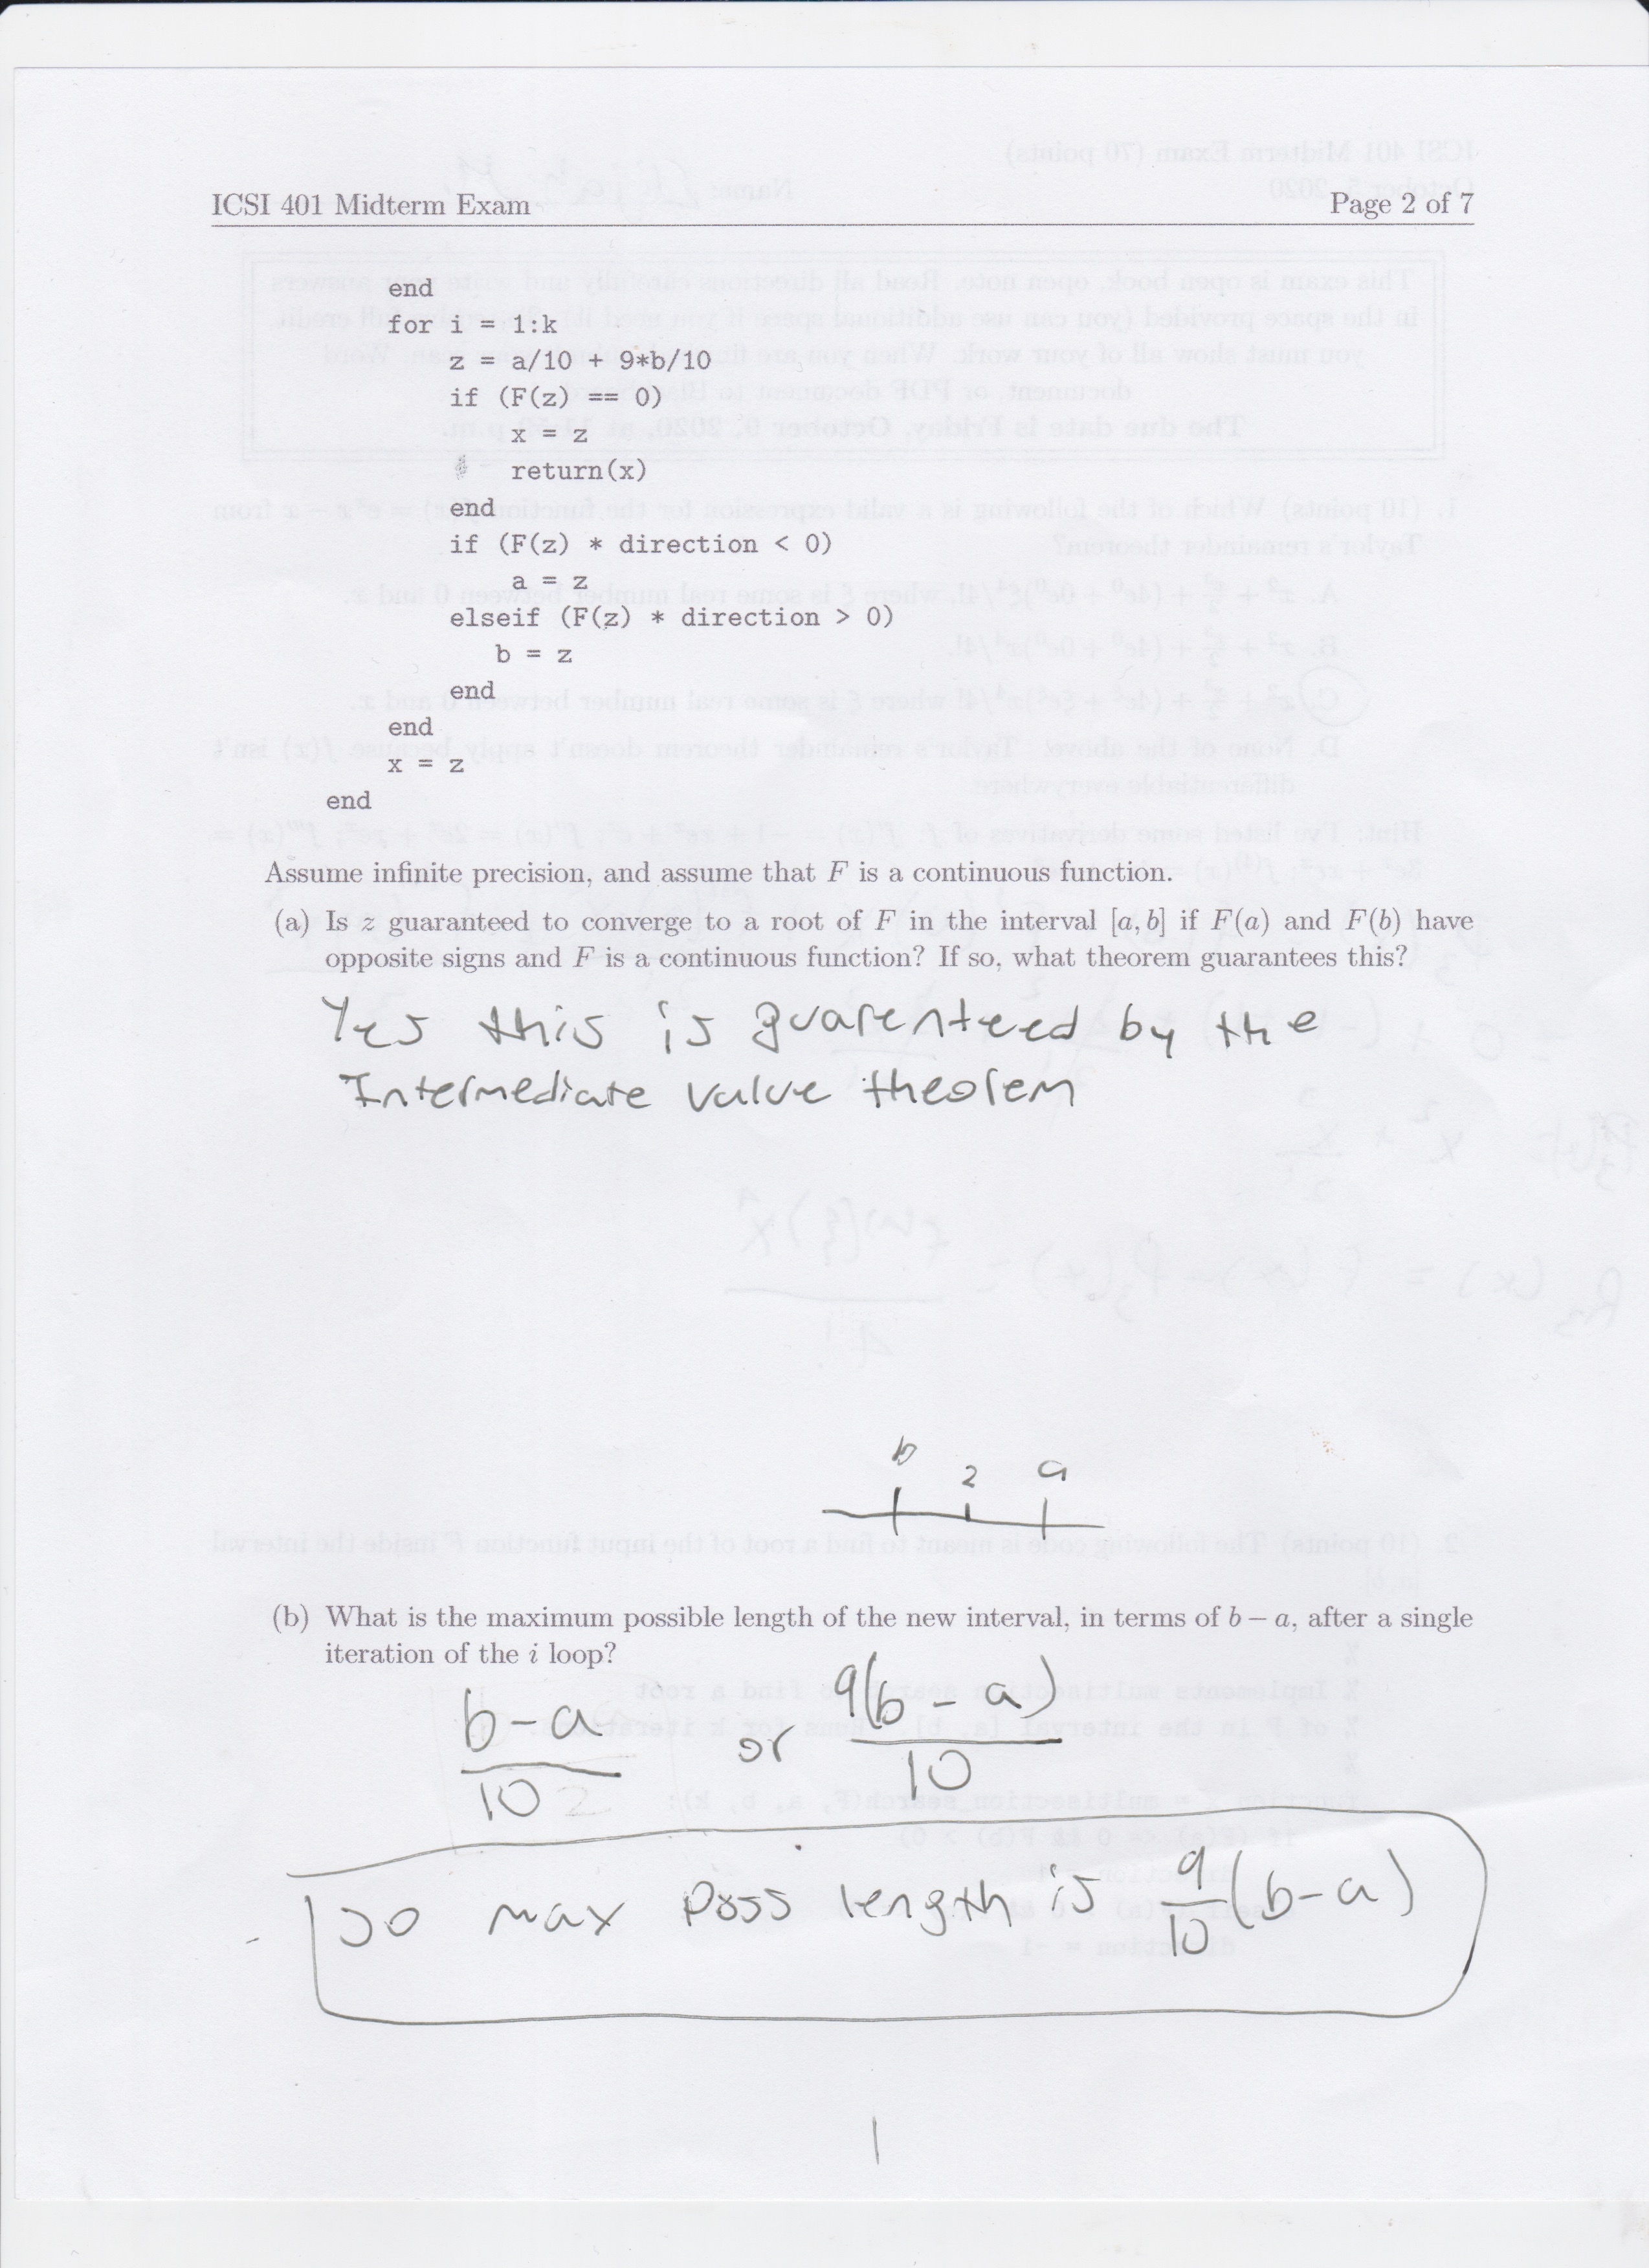 ICSI 401 Midterm Exam Page 2 of 7
end
for i = 1:k
z = a/10 + 9*b/10
if (F(z) == 0)
x = z
return(x)
end
if (F(z) * direction < 0)
a = z
elseif (F(z) * direction > 0)
b = z
end
end
x = z
end
Assume infinite precision, and assume that F is a continuous function.
(a) Is z guaranteed to converge to a root of F in the interval [a, b] if F(a) and F(b) have
opposite signs and F is a continuous function? If so, what theorem guarantees this?
Yes this is guarenteed by the
Intermediate value theorem
b 2 a
(b) What is the maximum possible length of the new interval, in terms of b − a, after a single
iteration of the i loop?
b-a/10 or 9(b-a)/10
so max poss length is 9/10(b-a)